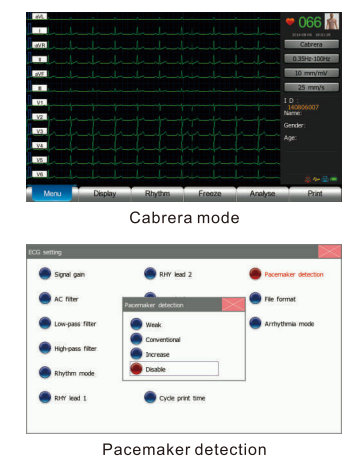 aVL
I
aVR
II
aVF
III
V1
V2
V3
V4
V5
V6
066
Cabrera
0.35Hz-100Hz
10 mm/mV
25 mm/s
ID:
140806007
Name:
Gender:
Age:
Menu Display Rhythm Freeze Analyse Print
Cabrera mode
ECG setting
Signal gain RHY lead 2 Pacemaker detection
AC filter File format
Low-pass filter Arrhythmia mode
High-pass filter
Rhythm mode
RHY lead 1 Cycle print time
Pacemaker detection
Weak
Conventional
Increase
Disable
Pacemaker detection